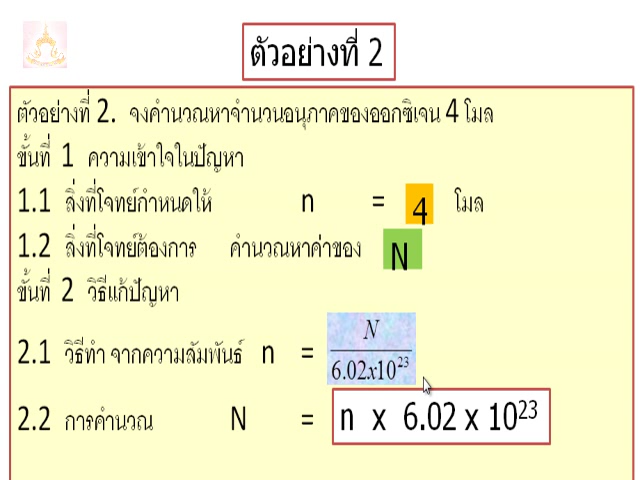 ตัวอย่างที่ 2
ตัวอย่างที่ 2. จงคำนวณหาจำนวนอนุภาคของออกซิเจน 4 โมล
ขั้นที่ 1 ความเข้าใจในปัญหา
1.1 สิ่งที่โจทย์กำหนดให้ n = 4 โมล
1.2 สิ่งที่โจทย์ต้องการ คำนวณหาค่าของ N
ขั้นที่ 2 วิธีแก้ปัญหา
2.1 วิธีทำ จากความสัมพันธ์ n = N / 6.02x10²³
2.2 การคำนวณ N = n x 6.02 x 10²³